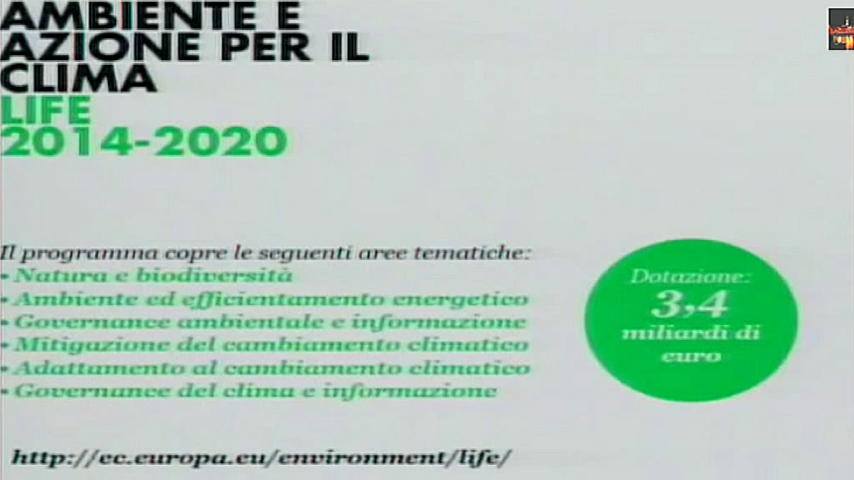 AMBIENTE E
AZIONE PER IL
CLIMA
LIFE
2014-2020
Il programma copre le seguenti aree tematiche:
• Natura e biodiversità
• Ambiente ed efficientamento energetico
• Governance ambientale e informazione
• Mitigazione del cambiamento climatico
• Adattamento al cambiamento climatico
• Governance del clima e informazione
Dotazione:
3,4
miliardi di
euro
http://ec.europa.eu/environment/life/